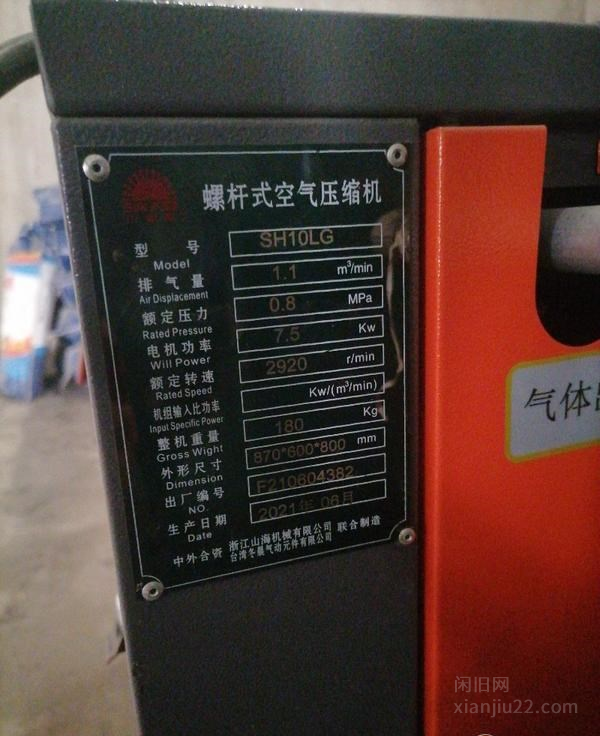 螺杆式空气压缩机
型 号 SH10LG
Model
排气量 1.1 m³/min
Air Displacement
额定压力 0.8 MPa
Rated Pressure
电机功率 7.5 Kw
Will Power
额定转速 2920 r/min
Rated Speed
机组输入比功率 Kw/(m³/min)
Input Specific Power
整机重量 180 Kg
Gross Wight
外形尺寸 870*600*800 mm
Dimension
出厂编号 F210604382
NO.
生产日期 2021年 06月
Date
中外合资 浙江山海机械有限公司 联合制造
台湾冬晨气动元件有限公司
气体
闲旧网
xianjiu22.com